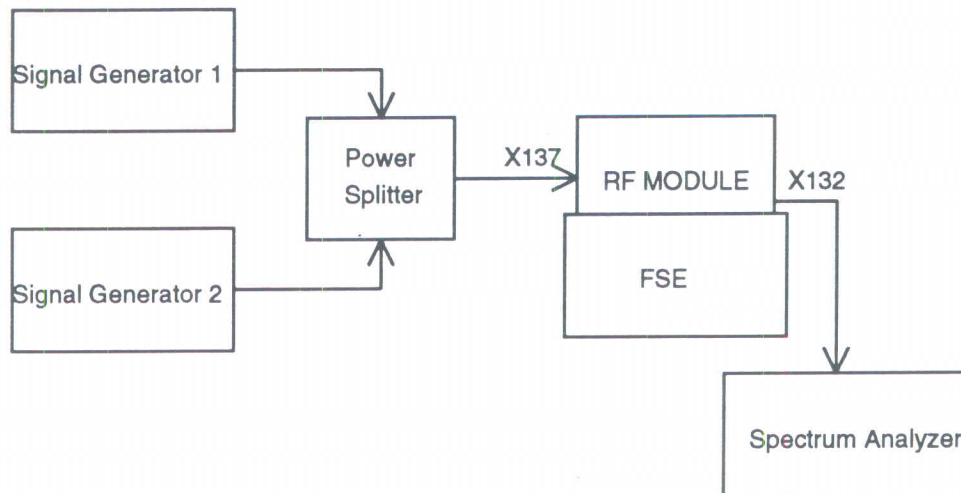 Signal Generator 1
Power
Splitter
X137
RF MODULE
X132
Signal Generator 2
FSE
Spectrum Analyzer